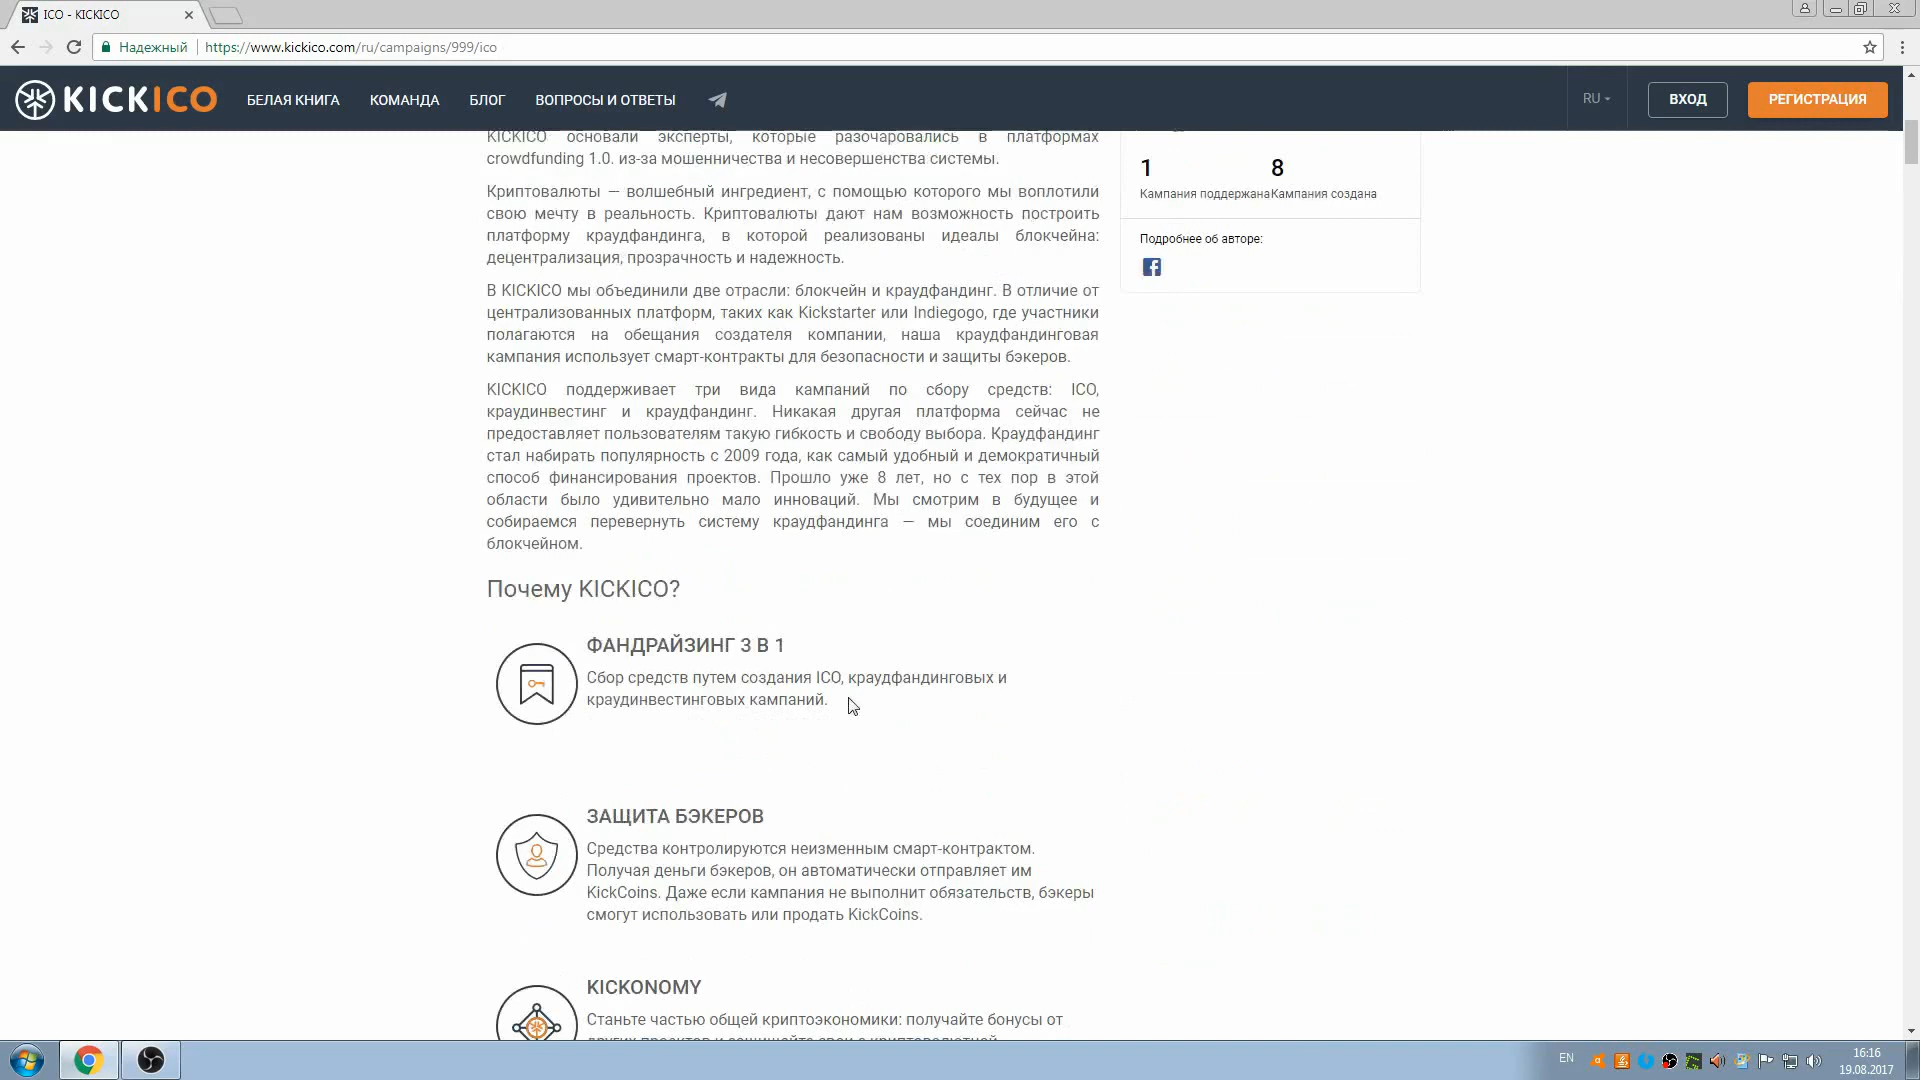 ICO - KICKICO
Надежный https://www.kickico.com/ru/campaigns/999/ico
KICKICO БЕЛАЯ КНИГА КОМАНДА БЛОГ ВОПРОСЫ И ОТВЕТЫ RU ВХОД РЕГИСТРАЦИЯ
KICKICO основали эксперты, которые разочаровались в платформах
crowdfunding 1.0. из-за мошенничества и несовершенства системы.
Криптовалюты — волшебный ингредиент, с помощью которого мы воплотили
свою мечту в реальность. Криптовалюты дают нам возможность построить
платформу краудфандинга, в которой реализованы идеалы блокчейна:
децентрализация, прозрачность и надежность.
В KICKICO мы объединили две отрасли: блокчейн и краудфандинг. В отличие от
централизованных платформ, таких как Kickstarter или Indiegogo, где участники
полагаются на обещания создателя компании, наша краудфандинговая
кампания использует смарт-контракты для безопасности и защиты бэкеров.
KICKICO поддерживает три вида кампаний по сбору средств: ICO,
краудинвестинг и краудфандинг. Никакая другая платформа сейчас не
предоставляет пользователям такую гибкость и свободу выбора. Краудфандинг
стал набирать популярность с 2009 года, как самый удобный и демократичный
способ финансирования проектов. Прошло уже 8 лет, но с тех пор в этой
области было удивительно мало инноваций. Мы смотрим в будущее и
собираемся перевернуть систему краудфандинга — мы соединим его с
блокчейном.
1 8
Кампания поддержана Кампания создана
Подробнее об авторе:
Почему KICKICO?
ФАНДРАЙЗИНГ 3 В 1
Сбор средств путем создания ICO, краудфандинговых и
краудинвестинговых кампаний.
ЗАЩИТА БЭКЕРОВ
Средства контролируются неизменным смарт-контрактом.
Получая деньги бэкеров, он автоматически отправляет им
KickCoins. Даже если кампания не выполнит обязательств, бэкеры
смогут использовать или продать KickCoins.
KICKONOMY
Станьте частью общей криптоэкономики: получайте бонусы от
EN 16:16
19.08.2017